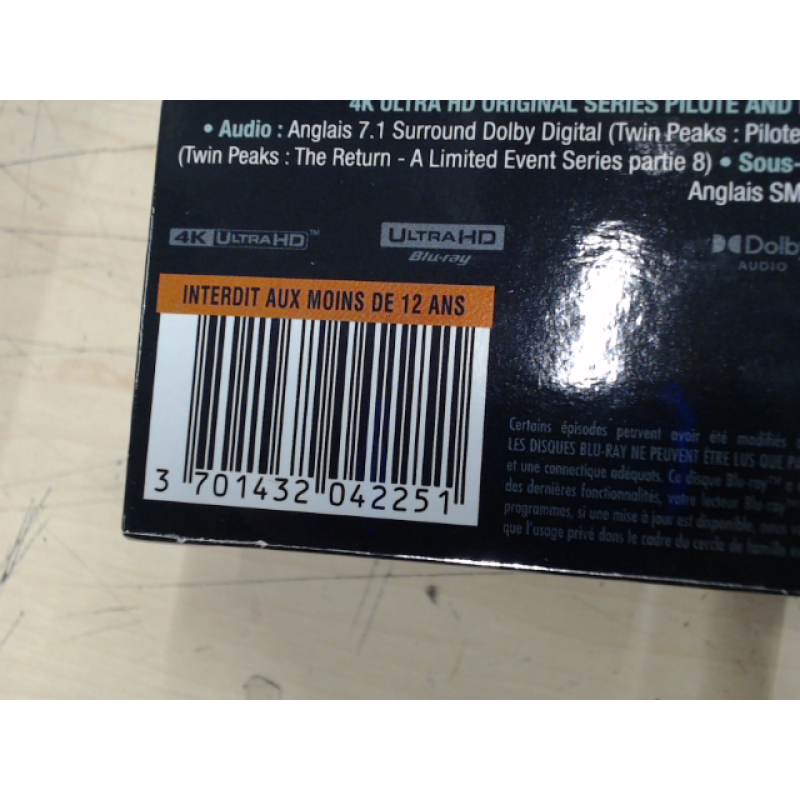 4K ULTRA HD ORIGINAL SERIES PILOTE AND
• Audio : Anglais 7.1 Surround Dolby Digital (Twin Peaks : Pilote
(Twin Peaks : The Return - A Limited Event Series partie 8) • Sous-
Anglais SM
4K ULTRA HD™
ULTRA HD
Blu-ray
Dolby
AUDIO
INTERDIT AUX MOINS DE 12 ANS
3 701432 042251
Certains épisodes peuvent avoir été modifiés
LES DISQUES BLU-RAY NE PEUVENT ÊTRE LUS QUE
et une connectique adéquats. Ce disque Blu-ray™ a
des dernières fonctionnalités, votre lecteur Blu-ray™
programmes, si une mise à jour est disponible, nous
que l'usage privé dans le cadre du cercle de famille